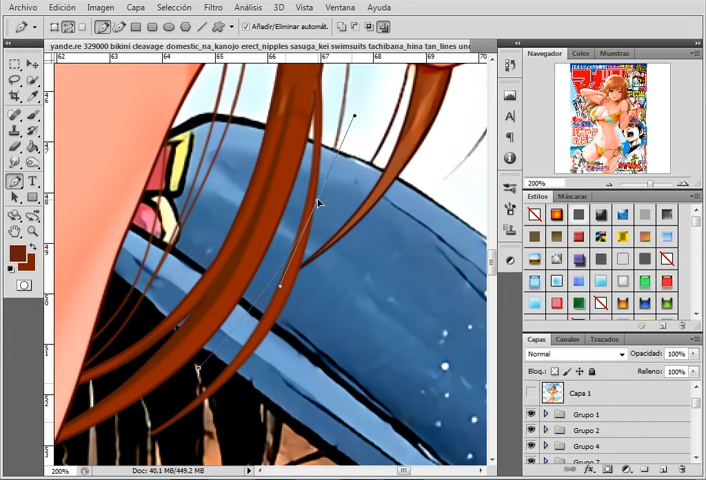 Archivo Edición Imagen Capa Selección Filtro Análisis 3D Vista Ventana Ayuda
Añadir/Eliminar automát.
yande.re 329000 bikini cleavage domestic_na_kanojo erect_nipples sasuga_kei swimsuits tachibana_hina tan_lines und
62 63 64 65 66 67 68 69 70
Navegador Color Muestras
200%
Estilos Máscaras
Capas Canales Trazados
Normal Opacidad: 100%
Bloq.: Relleno: 100%
Capa 1
Grupo 1
Grupo 2
Grupo 4
200% Doc: 40,1 MB/449,2 MB